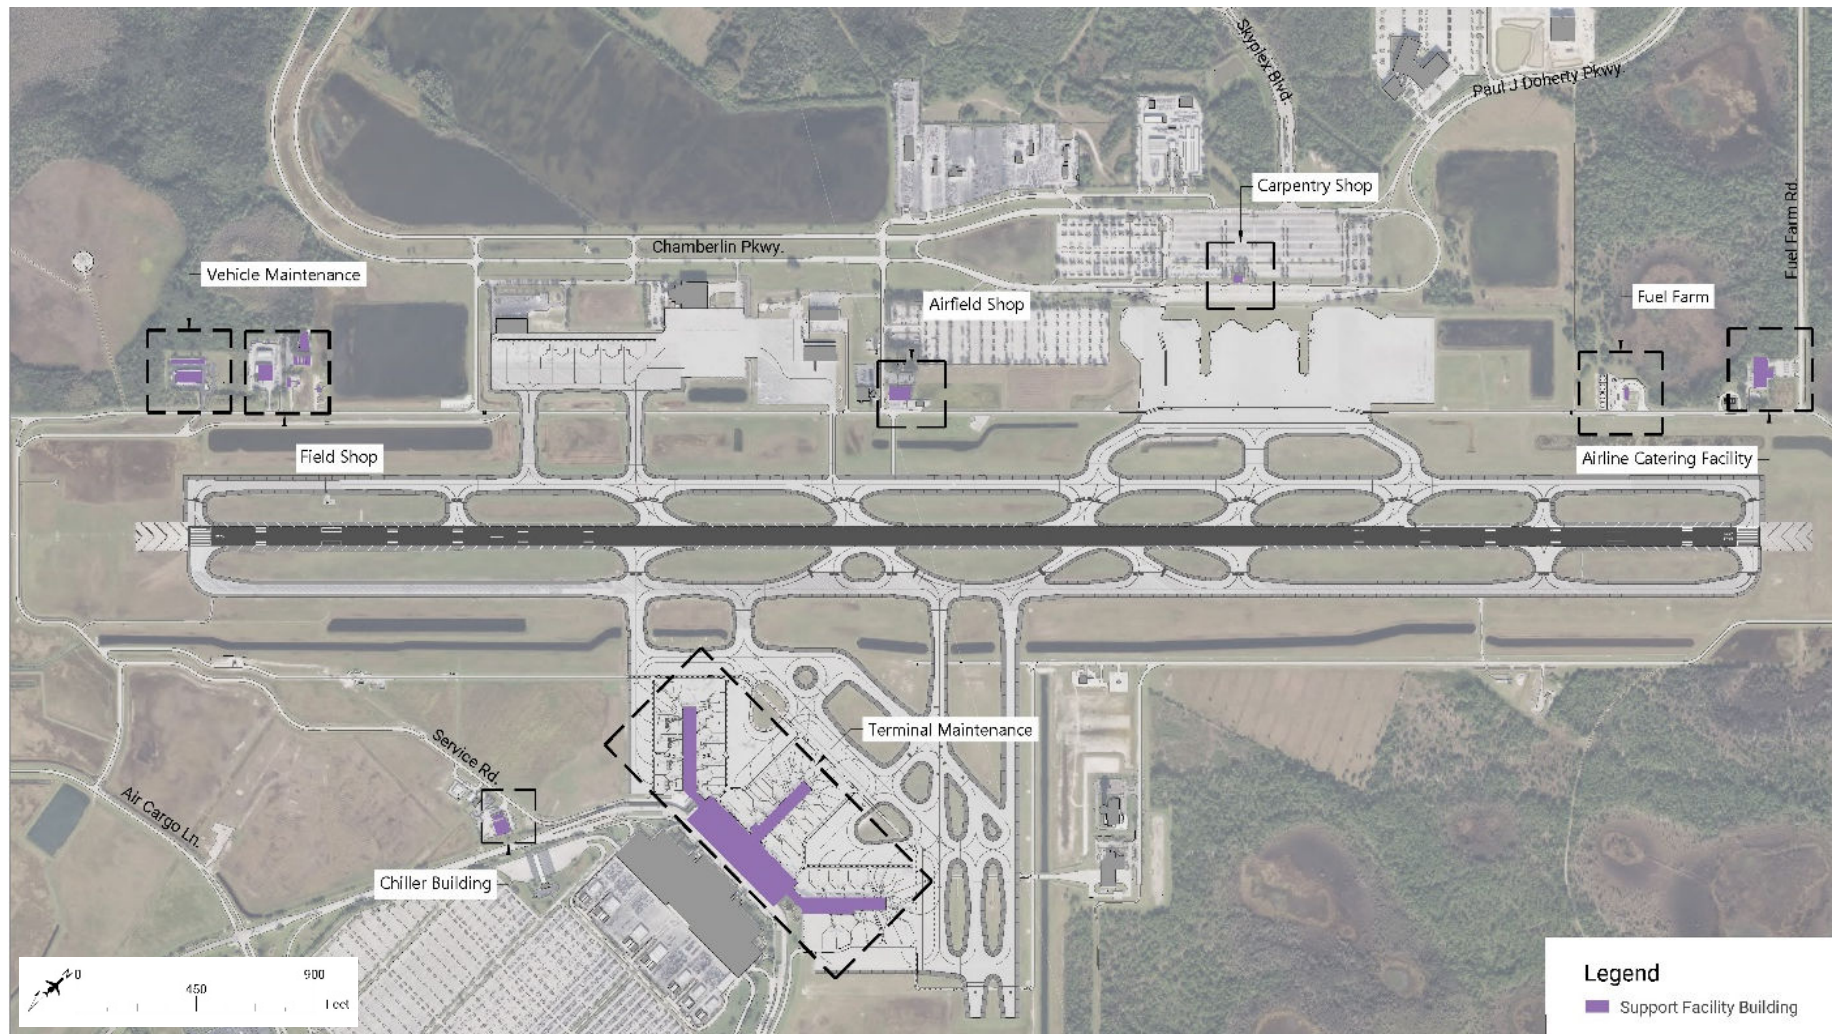 Skyplex Blvd.
Paul J Doherty Pkwy.
Carpentry Shop
Fuel Farm Rd.
Chamberlin Pkwy.
Vehicle Maintenance
Airfield Shop
Fuel Farm
Field Shop
Airline Catering Facility
Terminal Maintenance
Service Rd.
Air Cargo Ln.
Chiller Building
N
0
900
450
Feet
Legend
Support Facility Building